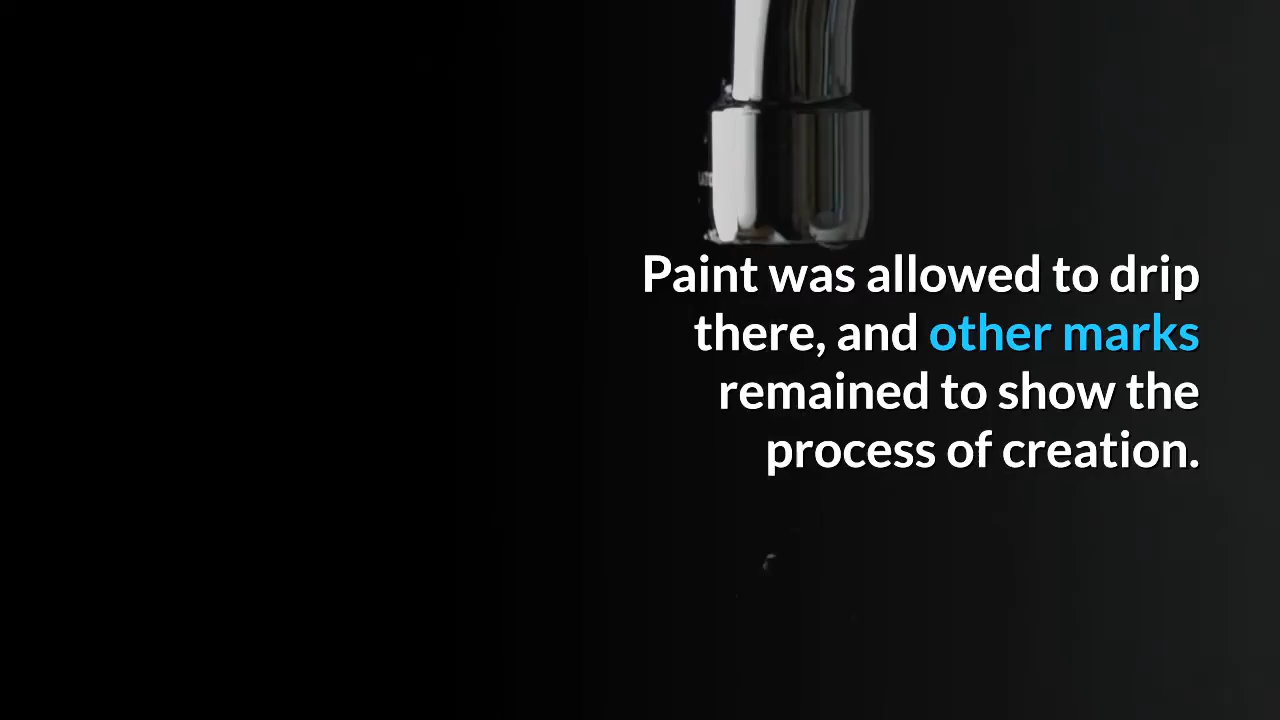 Paint was allowed to drip
there, and other marks
remained to show the
process of creation.